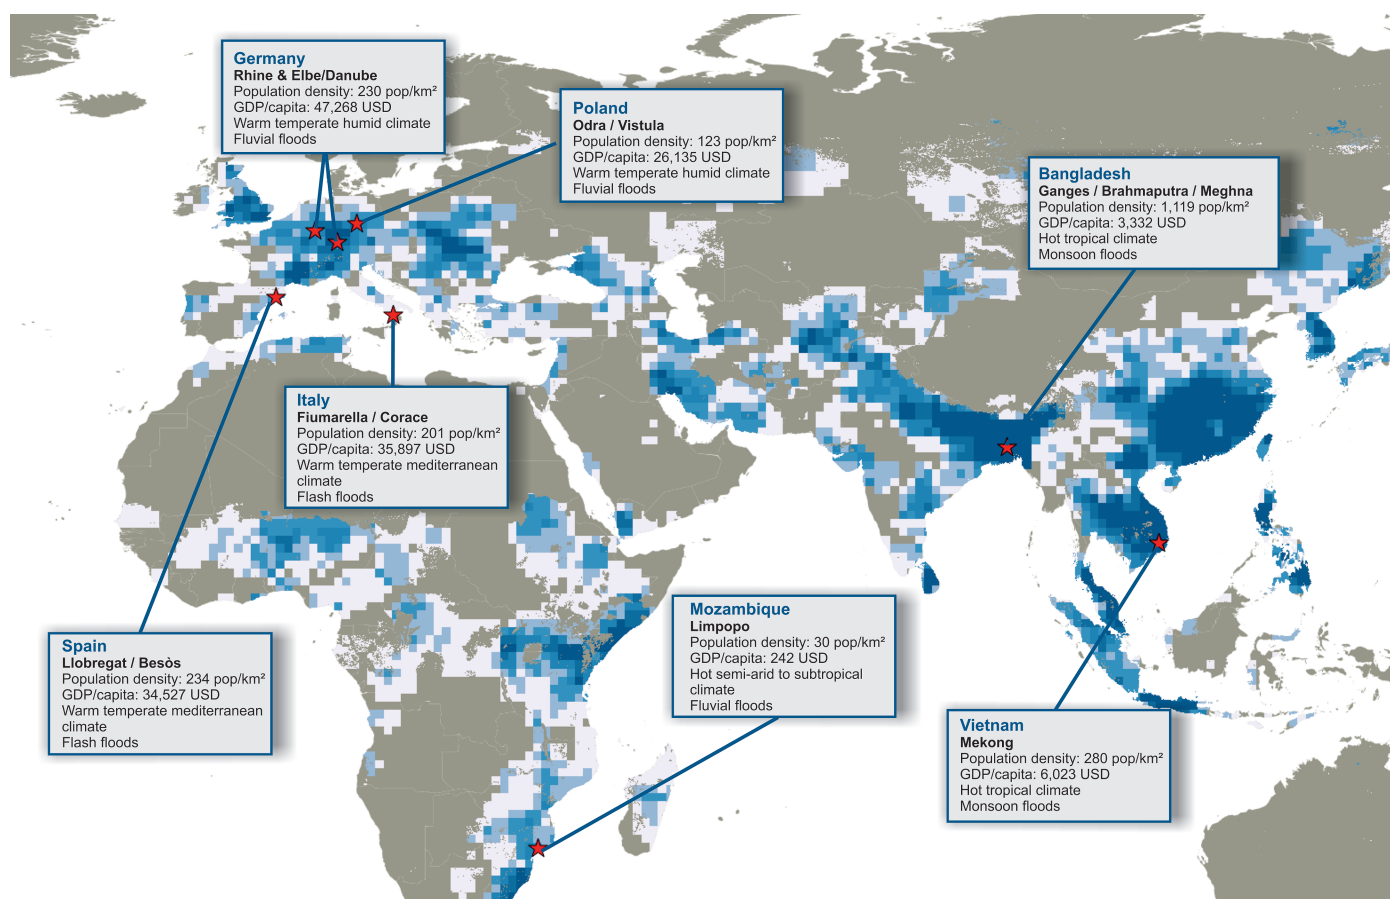 Germany
Rhine & Elbe/Danube
Population density: 230 pop/km²
GDP/capita: 47,268 USD
Warm temperate humid climate
Fluvial floods
Poland
Odra / Vistula
Population density: 123 pop/km²
GDP/capita: 26,135 USD
Warm temperate humid climate
Fluvial floods
Bangladesh
Ganges / Brahmaputra / Meghna
Population density: 1,119 pop/km²
GDP/capita: 3,332 USD
Hot tropical climate
Monsoon floods
Italy
Fiumarella / Corace
Population density: 201 pop/km²
GDP/capita: 35,897 USD
Warm temperate mediterranean
climate
Flash floods
Spain
Llobregat / Besòs
Population density: 234 pop/km²
GDP/capita: 34,527 USD
Warm temperate mediterranean
climate
Flash floods
Mozambique
Limpopo
Population density: 30 pop/km²
GDP/capita: 242 USD
Hot semi-arid to subtropical
climate
Fluvial floods
Vietnam
Mekong
Population density: 280 pop/km²
GDP/capita: 6,023 USD
Hot tropical climate
Monsoon floods